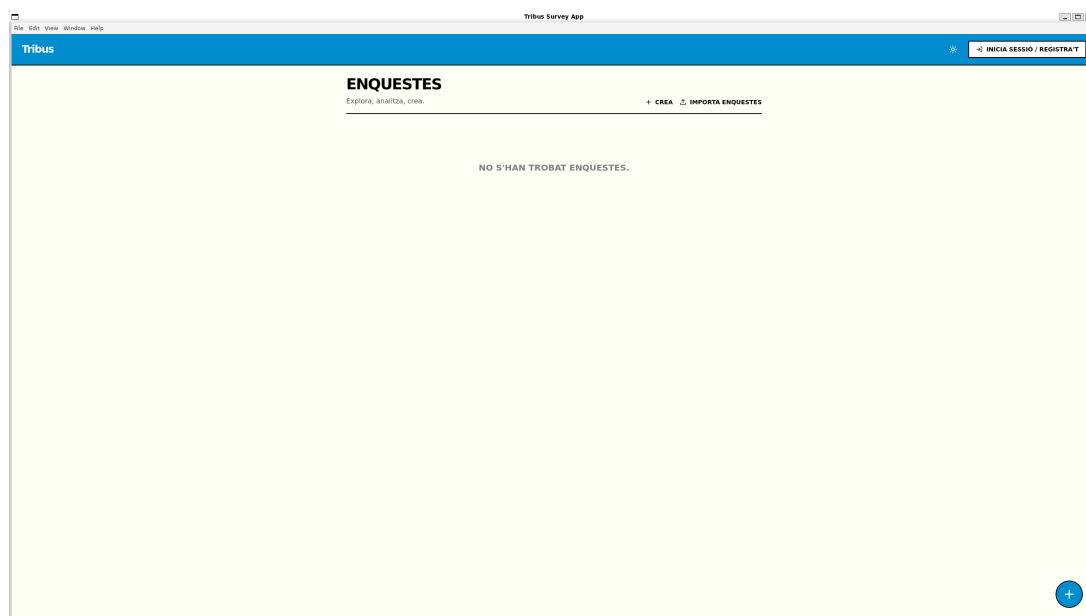 Tribus Survey App
File Edit View Window Help
Tribus
INICIA SESSIÓ / REGISTRA'T
ENQUESTES
Explora, analitza, crea.
+ CREA IMPORTA ENQUESTES
NO S'HAN TROBAT ENQUESTES.
+